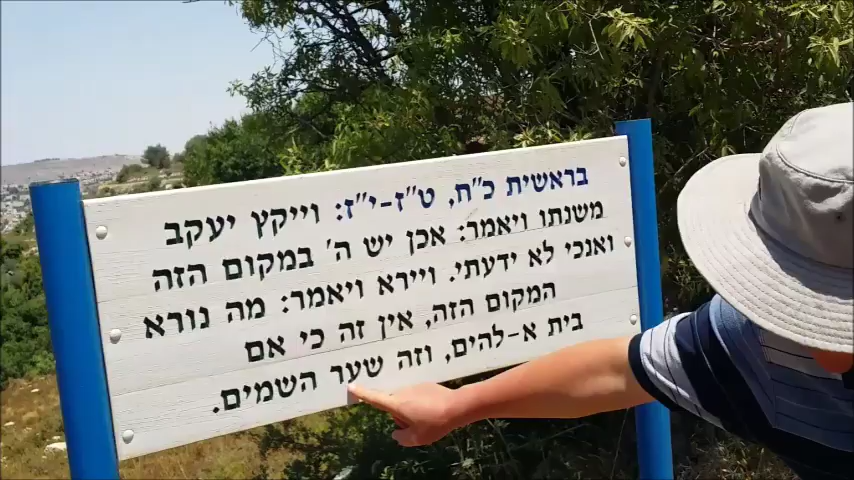 בראשית כ"ח, ט"ז-י"ז: וייקץ יעקב
משנתו ויאמר: אכן יש ה' במקום הזה
ואנכי לא ידעתי. ויירא ויאמר: מה נורא
המקום הזה, אין זה כי אם
בית א-להים, וזה שער השמים.